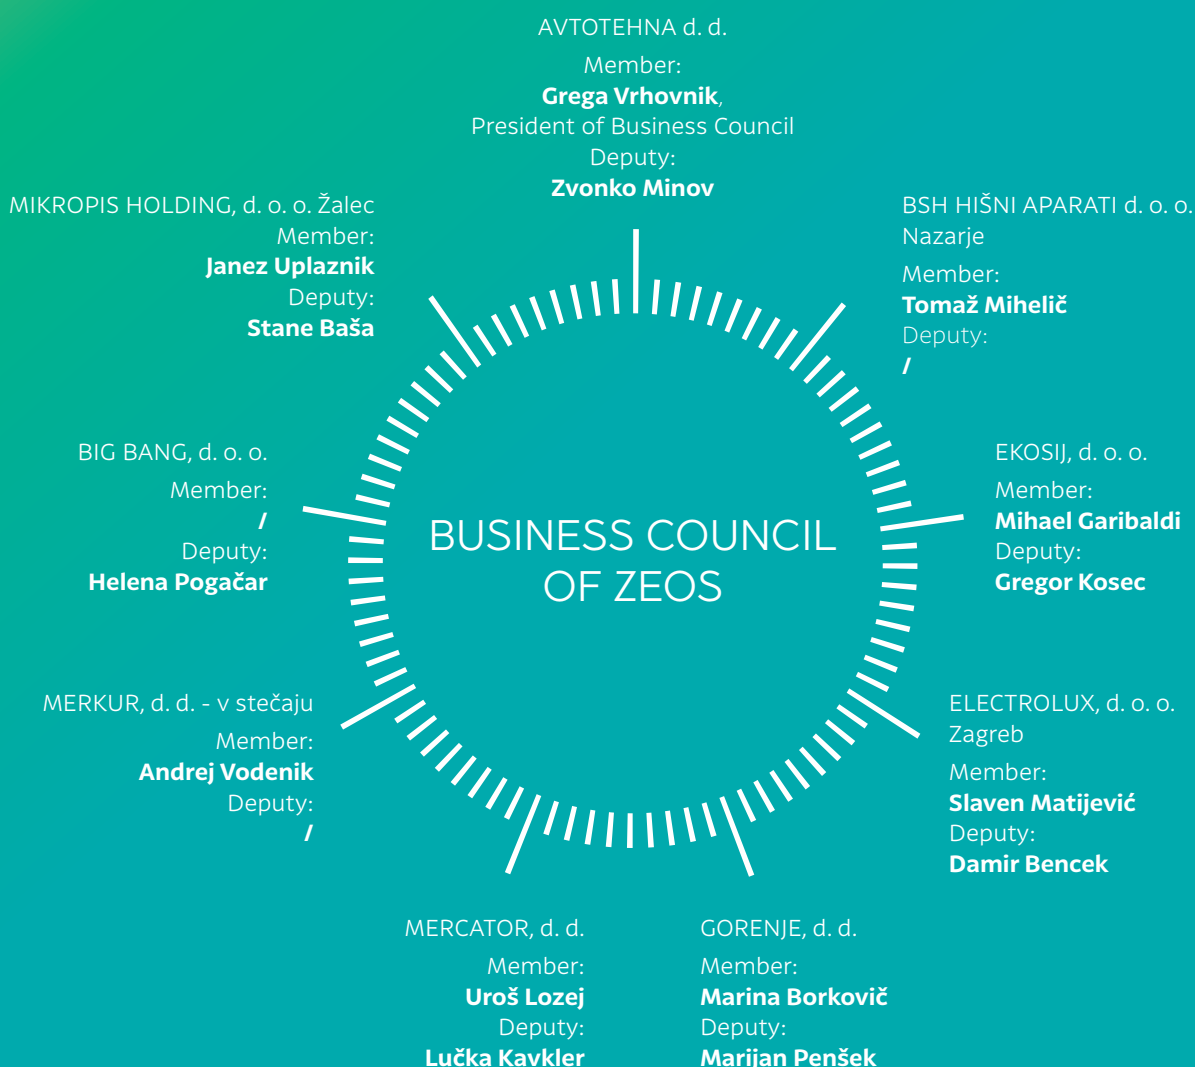 AVTOTEHNA d. d.
Member:
Grega Vrhovnik,
President of Business Council
Deputy:
Zvonko Minov
BSH HIŠNI APARATI d. o. o.
Nazarje
Member:
Tomaž Mihelič
Deputy:
/
EKOSIJ, d. o. o.
Member:
Mihael Garibaldi
Deputy:
Gregor Kosec
ELECTROLUX, d. o. o.
Zagreb
Member:
Slaven Matijević
Deputy:
Damir Bencek
GORENJE, d. d.
Member:
Marina Borkovič
Deputy:
Marijan Penšek
MERCATOR, d. d.
Member:
Uroš Lozej
Deputy:
Lučka Kavkler
MERKUR, d. d. - v stečaju
Member:
Andrej Vodenik
Deputy:
/
BIG BANG, d. o. o.
Member:
/
Deputy:
Helena Pogačar
MIKROPIS HOLDING, d. o. o. Žalec
Member:
Janez Uplaznik
Deputy:
Stane Baša
BUSINESS COUNCIL
OF ZEOS